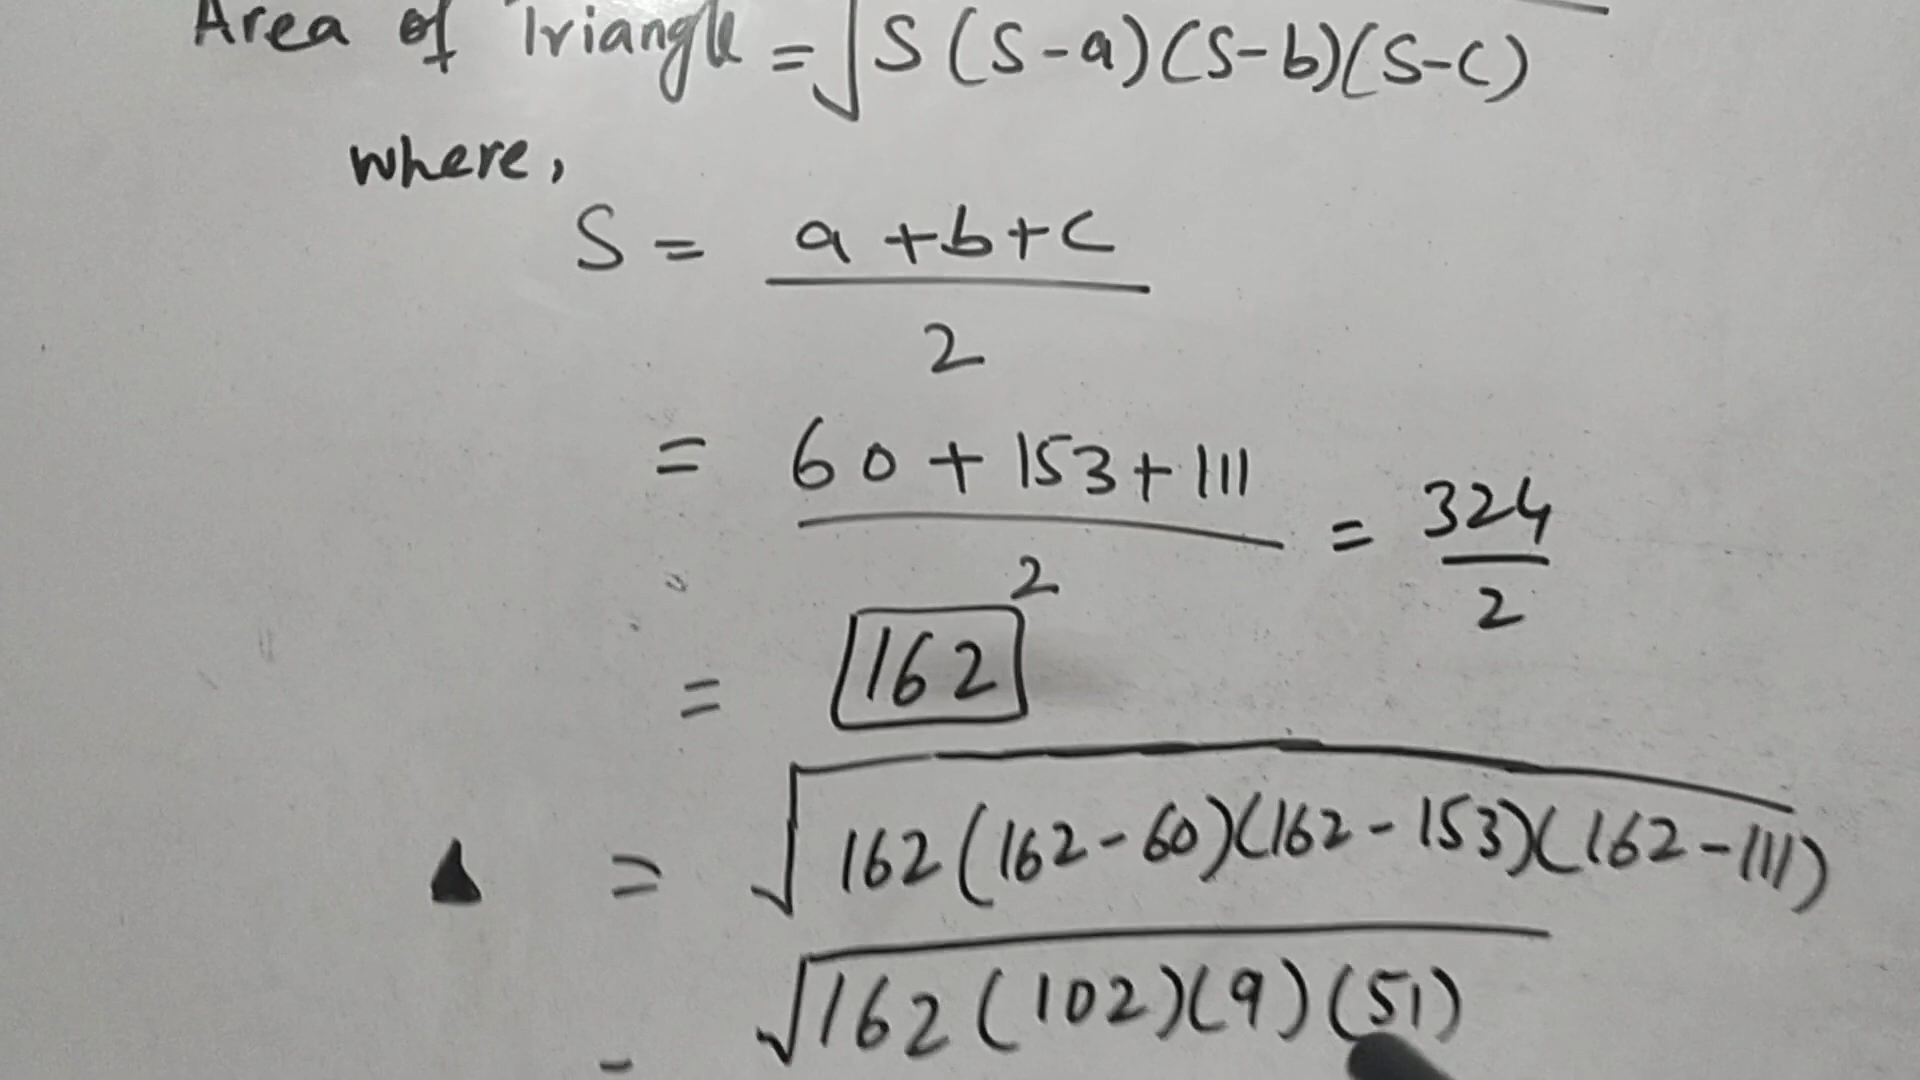 Area of Triangle = √S(S-a)(S-b)(S-c)
where,
S = a+b+c
2
= 60+153+111
2
= 324
2
= 162
▲ = √162(162-60)(162-153)(162-111)
= √162(102)(9)(51)